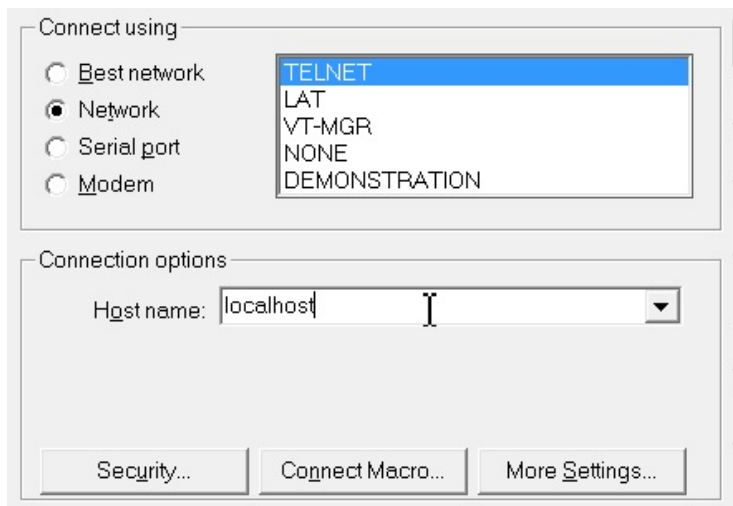 Connect using
Best network
Network
Serial port
Modem
TELNET
LAT
VT-MGR
NONE
DEMONSTRATION
Connection options
Host name: localhost
Security... Connect Macro... More Settings...